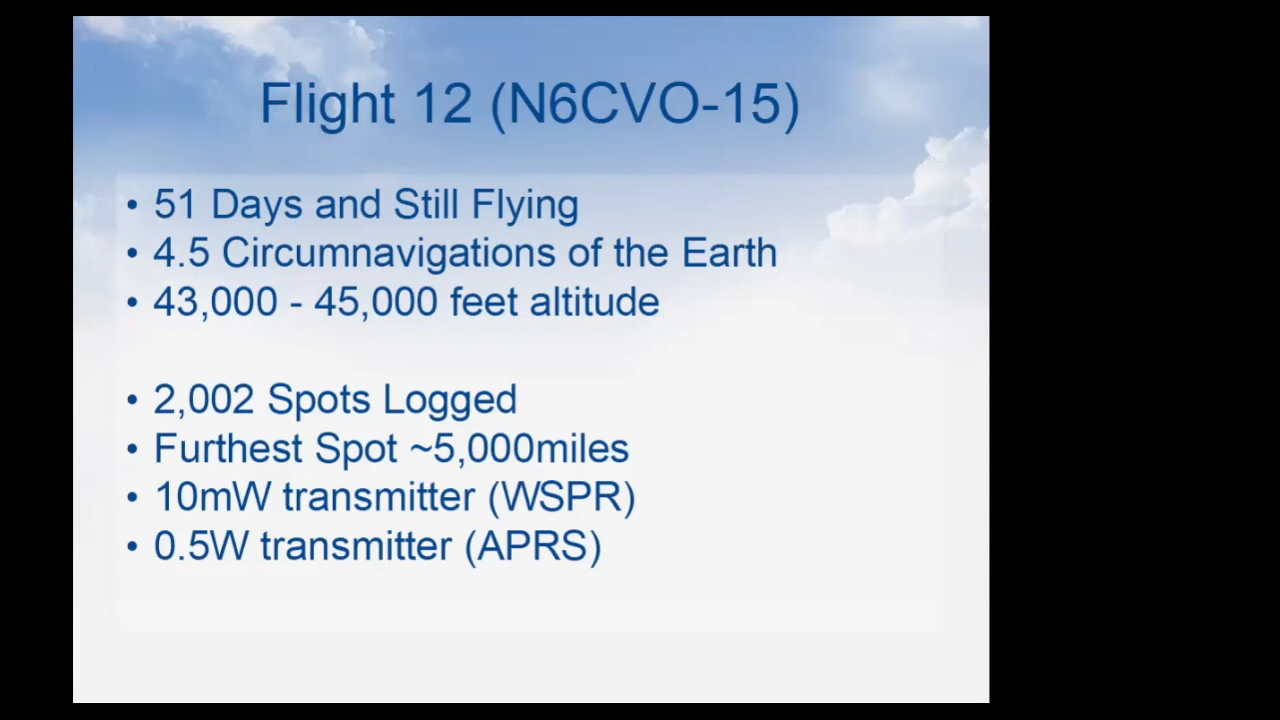 Flight 12 (N6CVO-15)
• 51 Days and Still Flying
• 4.5 Circumnavigations of the Earth
• 43,000 - 45,000 feet altitude
• 2,002 Spots Logged
• Furthest Spot ~5,000miles
• 10mW transmitter (WSPR)
• 0.5W transmitter (APRS)